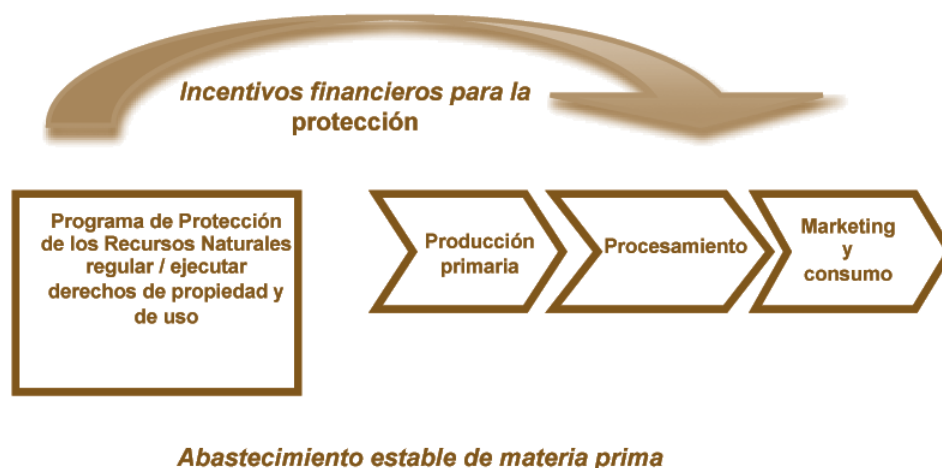 Incentivos financieros para la
protección
Programa de Protección
de los Recursos Naturales
regular / ejecutar
derechos de propiedad y
de uso
Producción
primaria
Procesamiento
Marketing
y
consumo
Abastecimiento estable de materia prima